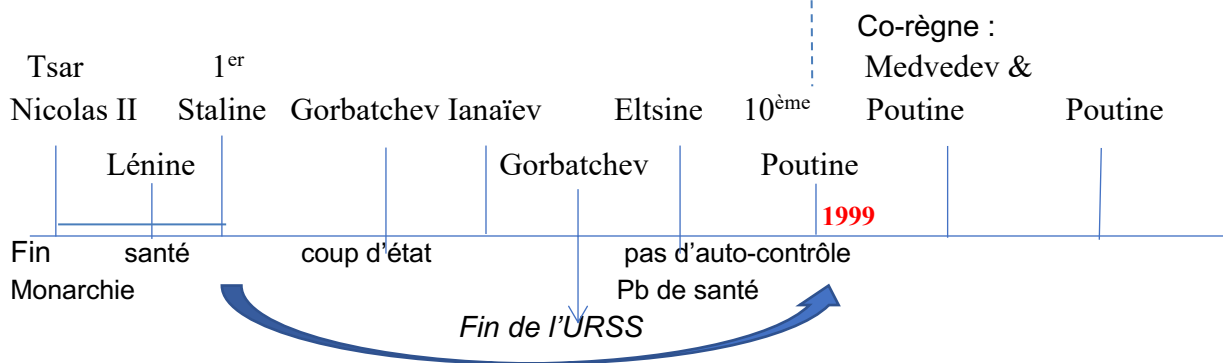 Co-règne :
Tsar 1er Medvedev &
Nicolas II Staline Gorbatchev Ianaïev Eltsine 10ème Poutine Poutine
Lénine Gorbatchev Poutine
1999
Fin santé coup d’état pas d’auto-contrôle
Monarchie Pb de santé
Fin de l’URSS